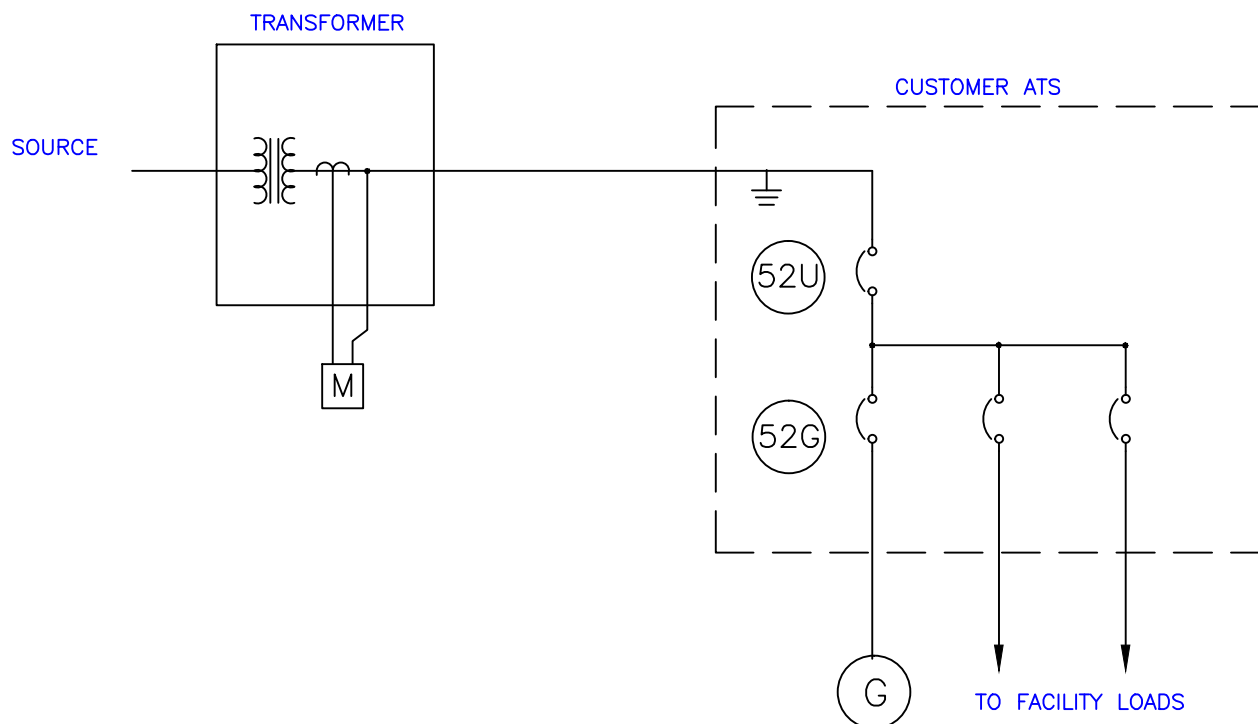 TRANSFORMER
CUSTOMER ATS
SOURCE
52U
M
52G
G
TO FACILITY LOADS